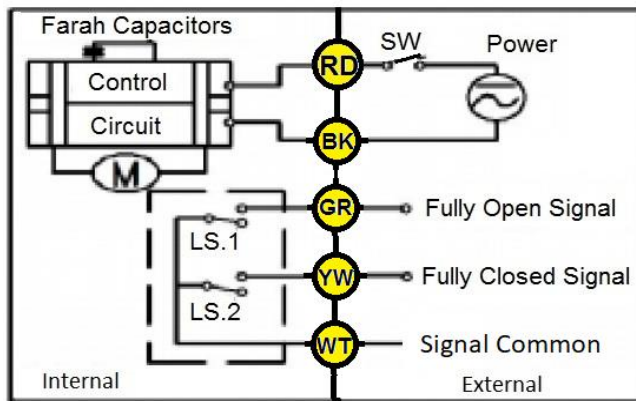 Farah Capacitors
SW
Power
RD
Control
Circuit
BK
M
GR
Fully Open Signal
LS.1
YW
Fully Closed Signal
LS.2
WT
Signal Common
Internal
External